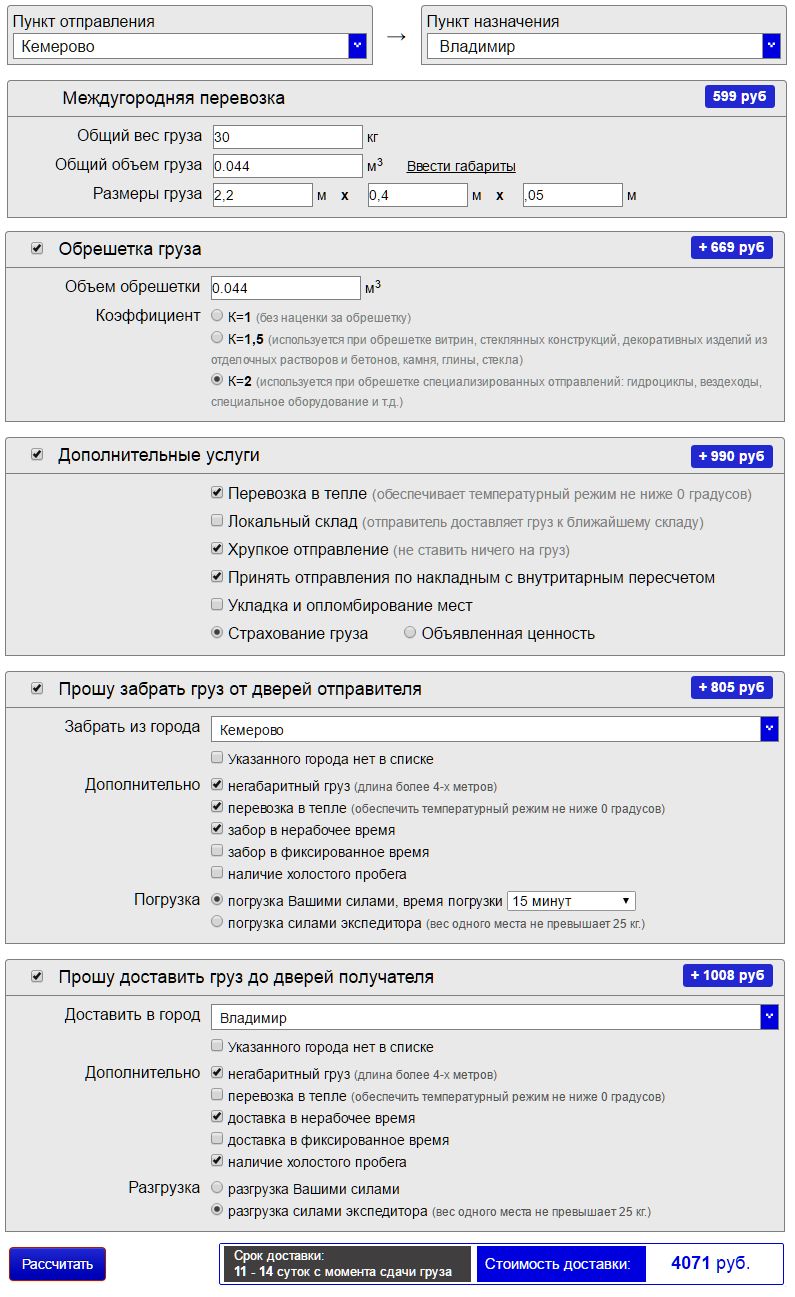 Пункт отправления
Кемерово
→
Пункт назначения
Владимир
Междугородняя перевозка
599 руб
Общий вес груза 30 кг
Общий объем груза 0.044 м³ Ввести габариты
Размеры груза 2,2 м x 0,4 м x ,05 м
Обрешетка груза
+ 669 руб
Объем обрешетки 0.044 м³
Коэффициент К=1 (без наценки за обрешетку)
К=1,5 (используется при обрешетке витрин, стеклянных конструкций, декоративных изделий из
отделочных растворов и бетонов, камня, глины, стекла)
К=2 (используется при обрешетке специализированных отправлений: гидроциклы, вездеходы,
специальное оборудование и т.д.)
Дополнительные услуги
+ 990 руб
Перевозка в тепле (обеспечивает температурный режим не ниже 0 градусов)
Локальный склад (отправитель доставляет груз к ближайшему складу)
Хрупкое отправление (не ставить ничего на груз)
Принять отправления по накладным с внутритарным пересчетом
Укладка и опломбирование мест
Страхование груза Объявленная ценность
Прошу забрать груз от дверей отправителя
+ 805 руб
Забрать из города Кемерово
Указанного города нет в списке
Дополнительно негабаритный груз (длина более 4-х метров)
перевозка в тепле (обеспечить температурный режим не ниже 0 градусов)
забор в нерабочее время
забор в фиксированное время
наличие холостого пробега
Погрузка погрузка Вашими силами, время погрузки 15 минут
погрузка силами экспедитора (вес одного места не превышает 25 кг.)
Прошу доставить груз до дверей получателя
+ 1008 руб
Доставить в город Владимир
Указанного города нет в списке
Дополнительно негабаритный груз (длина более 4-х метров)
перевозка в тепле (обеспечить температурный режим не ниже 0 градусов)
доставка в нерабочее время
доставка в фиксированное время
наличие холостого пробега
Разгрузка разгрузка Вашими силами
разгрузка силами экспедитора (вес одного места не превышает 25 кг.)
Рассчитать
Срок доставки:
11 - 14 суток с момента сдачи груза
Стоимость доставки: 4071 руб.